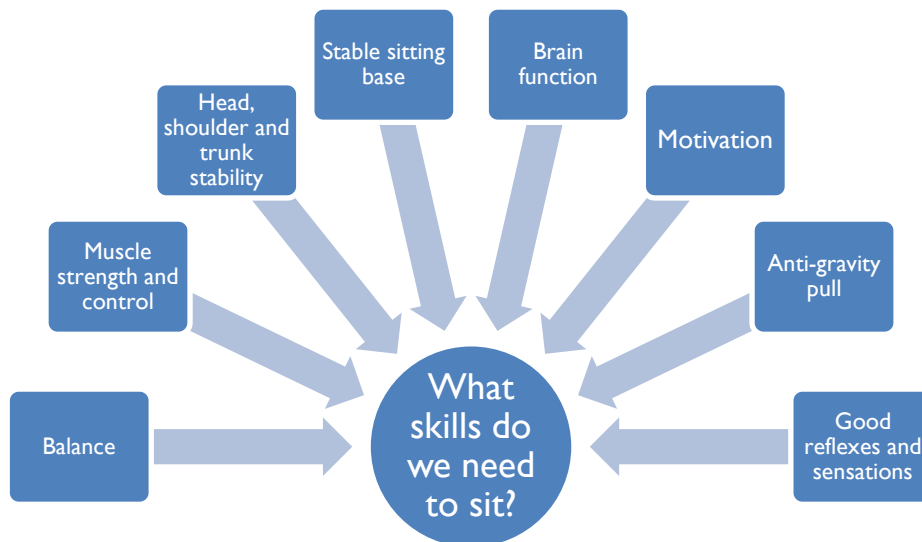 Stable sitting
base
Brain
function
Head,
shoulder and
trunk
stability
Motivation
Muscle
strength and
control
Anti-gravity
pull
Balance
What
skills do
we need
to sit?
Good
reflexes and
sensations